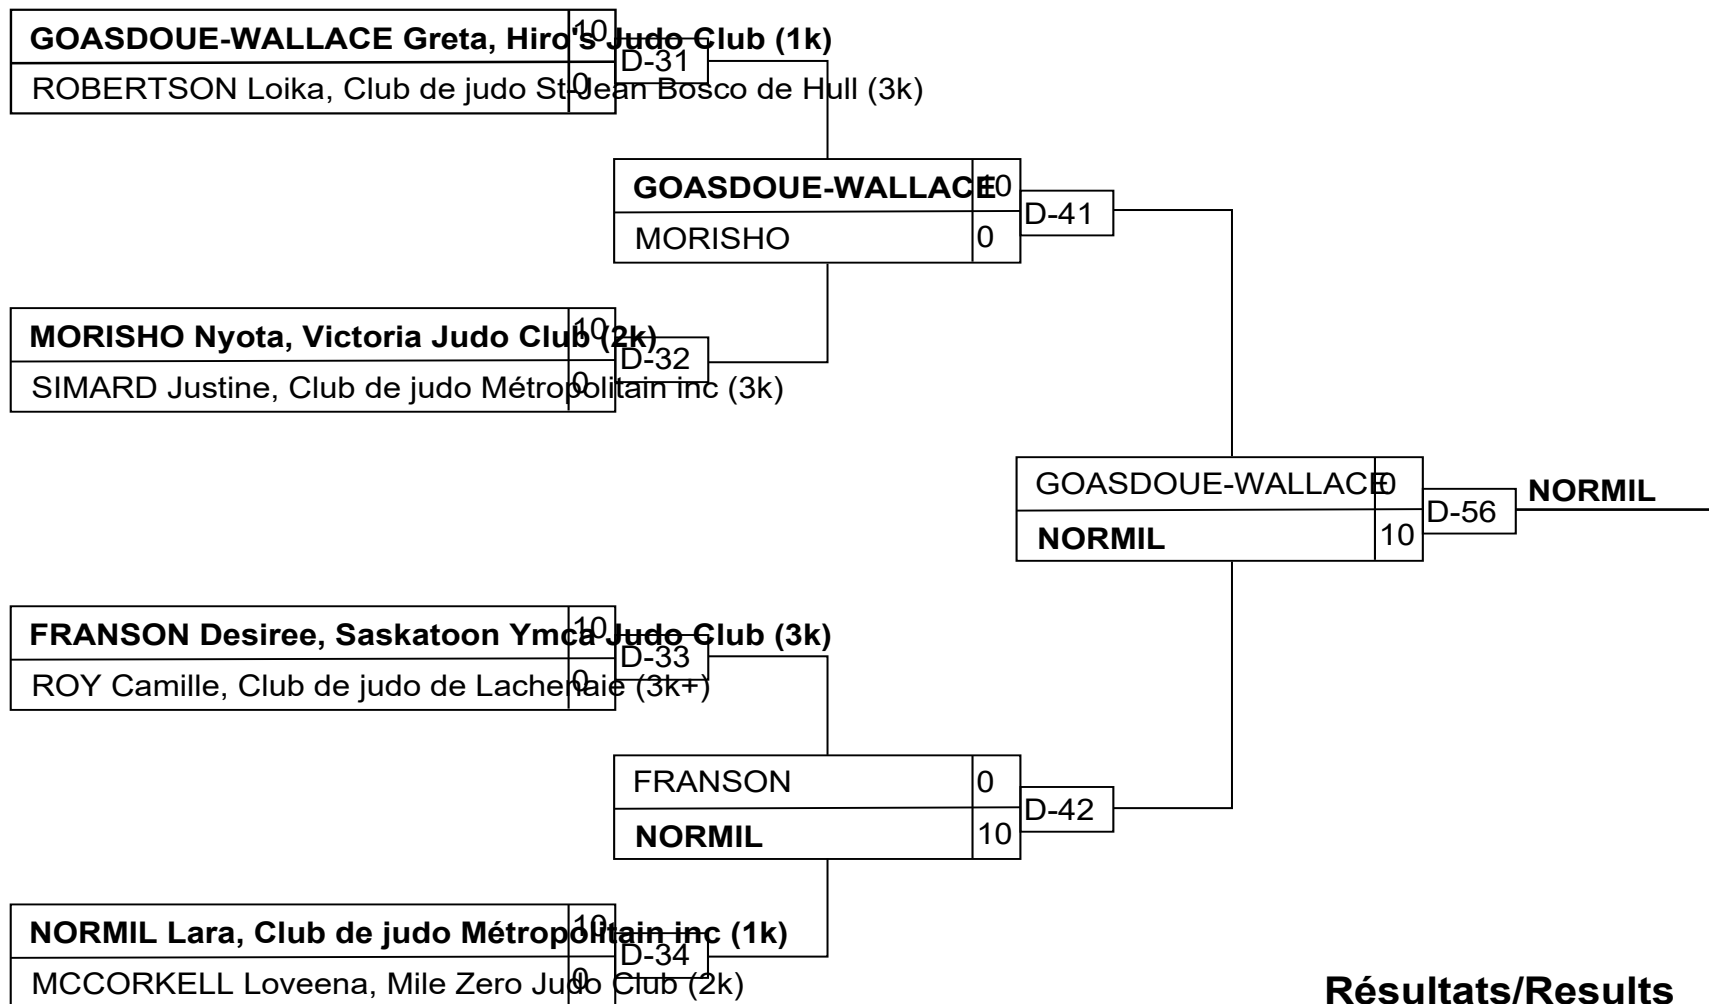 GOASDOUE-WALLACE Greta, Hiro's Judo Club (1k) 10
D-31
ROBERTSON Loika, Club de judo St-Jean Bosco de Hull (3k) 0
GOASDOUE-WALLACE 10
D-41
MORISHO 0
MORISHO Nyota, Victoria Judo Club (2k) 10
D-32
SIMARD Justine, Club de judo Métropolitain inc (3k) 0
GOASDOUE-WALLACE 0
D-56
NORMIL
NORMIL 10
FRANSON Desiree, Saskatoon Ymca Judo Club (3k) 10
D-33
ROY Camille, Club de judo de Lachenaie (3k+) 0
FRANSON 0
D-42
NORMIL 10
NORMIL Lara, Club de judo Métropolitain inc (1k) 10
D-34
MCCORKELL Loveena, Mile Zero Judo Club (2k) 0
Résultats/Results